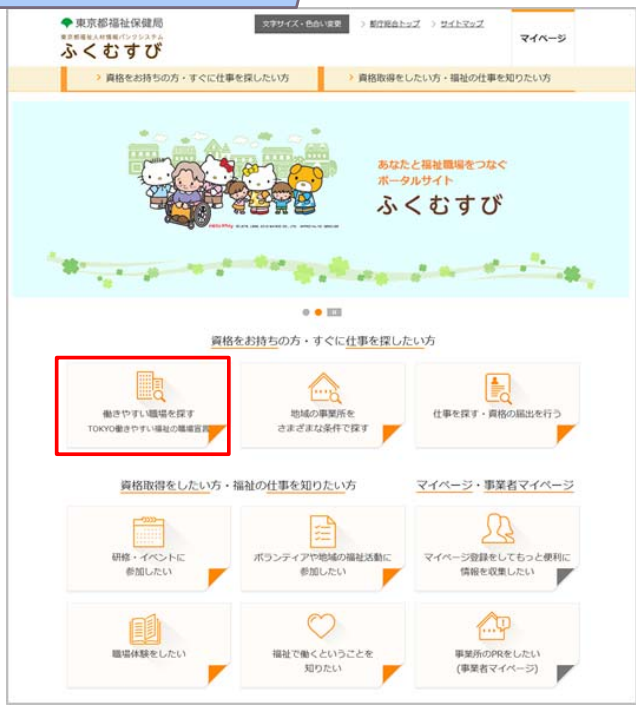 東京都福祉保健局
東京都福祉人材情報バンクシステム
ふくむすび
文字サイズ・色合い変更
都庁総合トップ
サイトマップ
マイページ
資格をお持ちの方・すぐに仕事を探したい方
資格取得をしたい方・福祉の仕事を知りたい方
あなたと福祉職場をつなぐ
ポータルサイト
ふくむすび
資格をお持ちの方・すぐに仕事を探したい方
働きやすい職場を探す
TOKYO働きやすい福祉の職場宣言
地域の事業所を
さまざまな条件で探す
仕事を探す・資格の届出を行う
資格取得をしたい方・福祉の仕事を知りたい方
マイページ・事業者マイページ
研修・イベントに
参加したい
ボランティアや地域の福祉活動に
参加したい
マイページ登録をしてもっと便利に
情報を収集したい
職場体験をしたい
福祉で働くということを
知りたい
事業所のPRをしたい
(事業者マイページ)